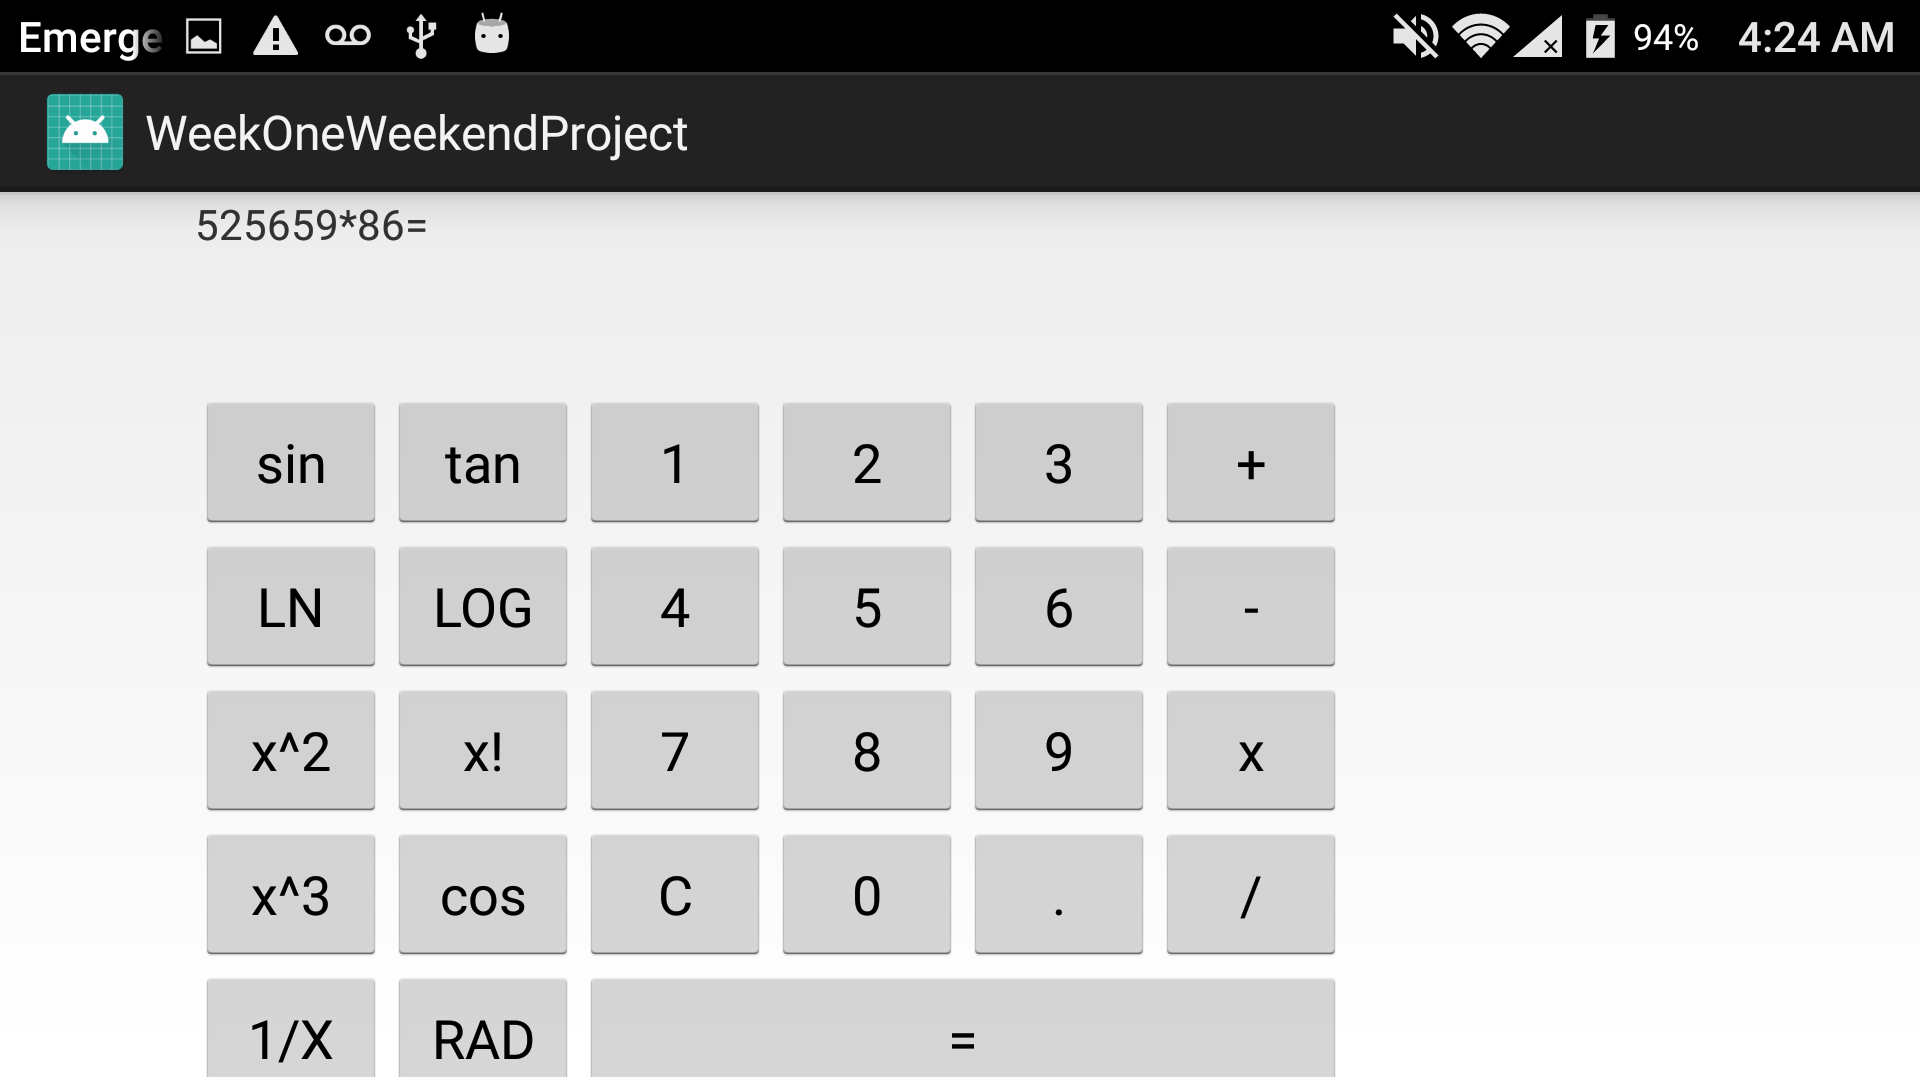 Emerge 94% 4:24 AM
WeekOneWeekendProject
525659*86=
sin tan 1 2 3 +
LN LOG 4 5 6 -
x^2 x! 7 8 9 x
x^3 cos C 0 . /
1/X RAD =